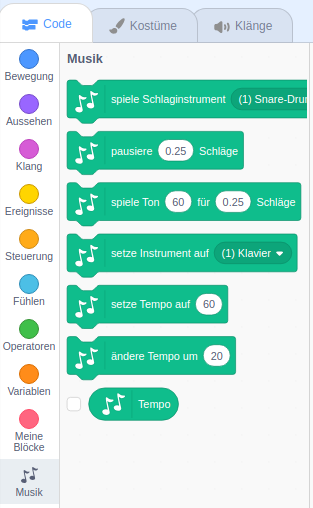 Code Kostüme Klänge
Bewegung
Aussehen
Klang
Ereignisse
Steuerung
Fühlen
Operatoren
Variablen
Meine
Blöcke
Musik
Musik
spiele Schlaginstrument (1) Snare-Dru
pausiere 0.25 Schläge
spiele Ton 60 für 0.25 Schläge
setze Instrument auf (1) Klavier
setze Tempo auf 60
ändere Tempo um 20
Tempo